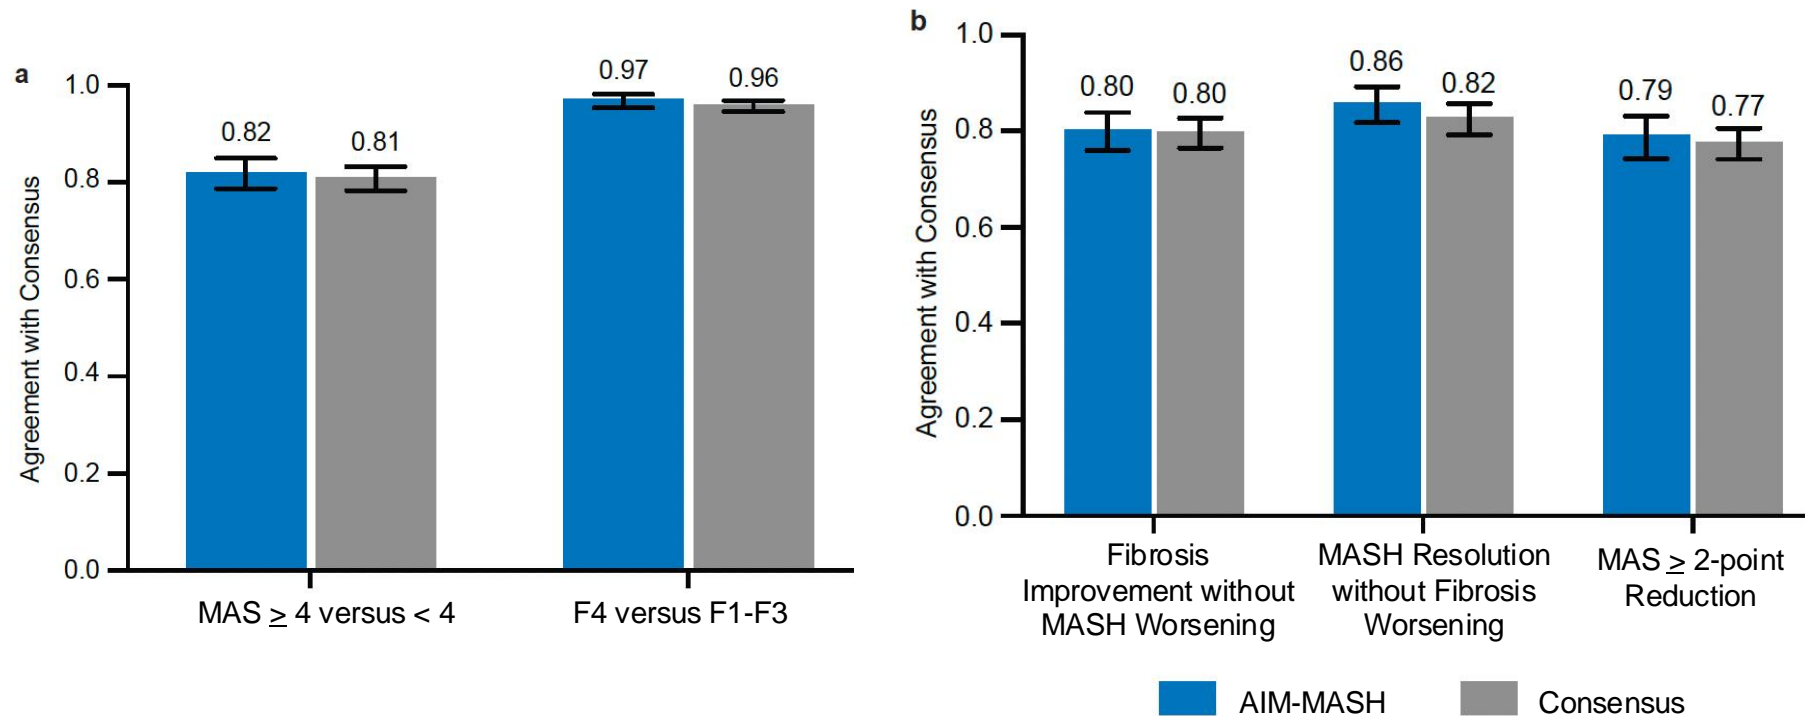 a
Agreement with Consensus
1.0
0.8
0.6
0.4
0.2
0.0
0.82
0.81
0.97
0.96
MAS ≥ 4 versus < 4
F4 versus F1-F3
b
Agreement with Consensus
1.0
0.8
0.6
0.4
0.2
0.0
0.80
0.80
0.86
0.82
0.79
0.77
Fibrosis
Improvement without
MASH Worsening
MASH Resolution
without Fibrosis
Worsening
MAS ≥ 2-point
Reduction
AIM-MASH
Consensus